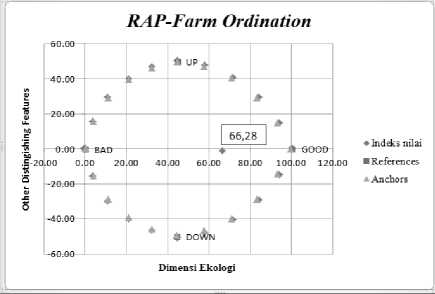 RAP-Farm Ordination
60.00
UP
40.00
20.00
66,28
0.00
BAD
GOOD
-20.00
0.00
20.00
40.00
60.00
80.00
100.00
120.00
-20.00
-40.00
DOWN
-60.00
Other Distingishing Features
Dimensi Ekologi
Indeks nilai
References
Anchors